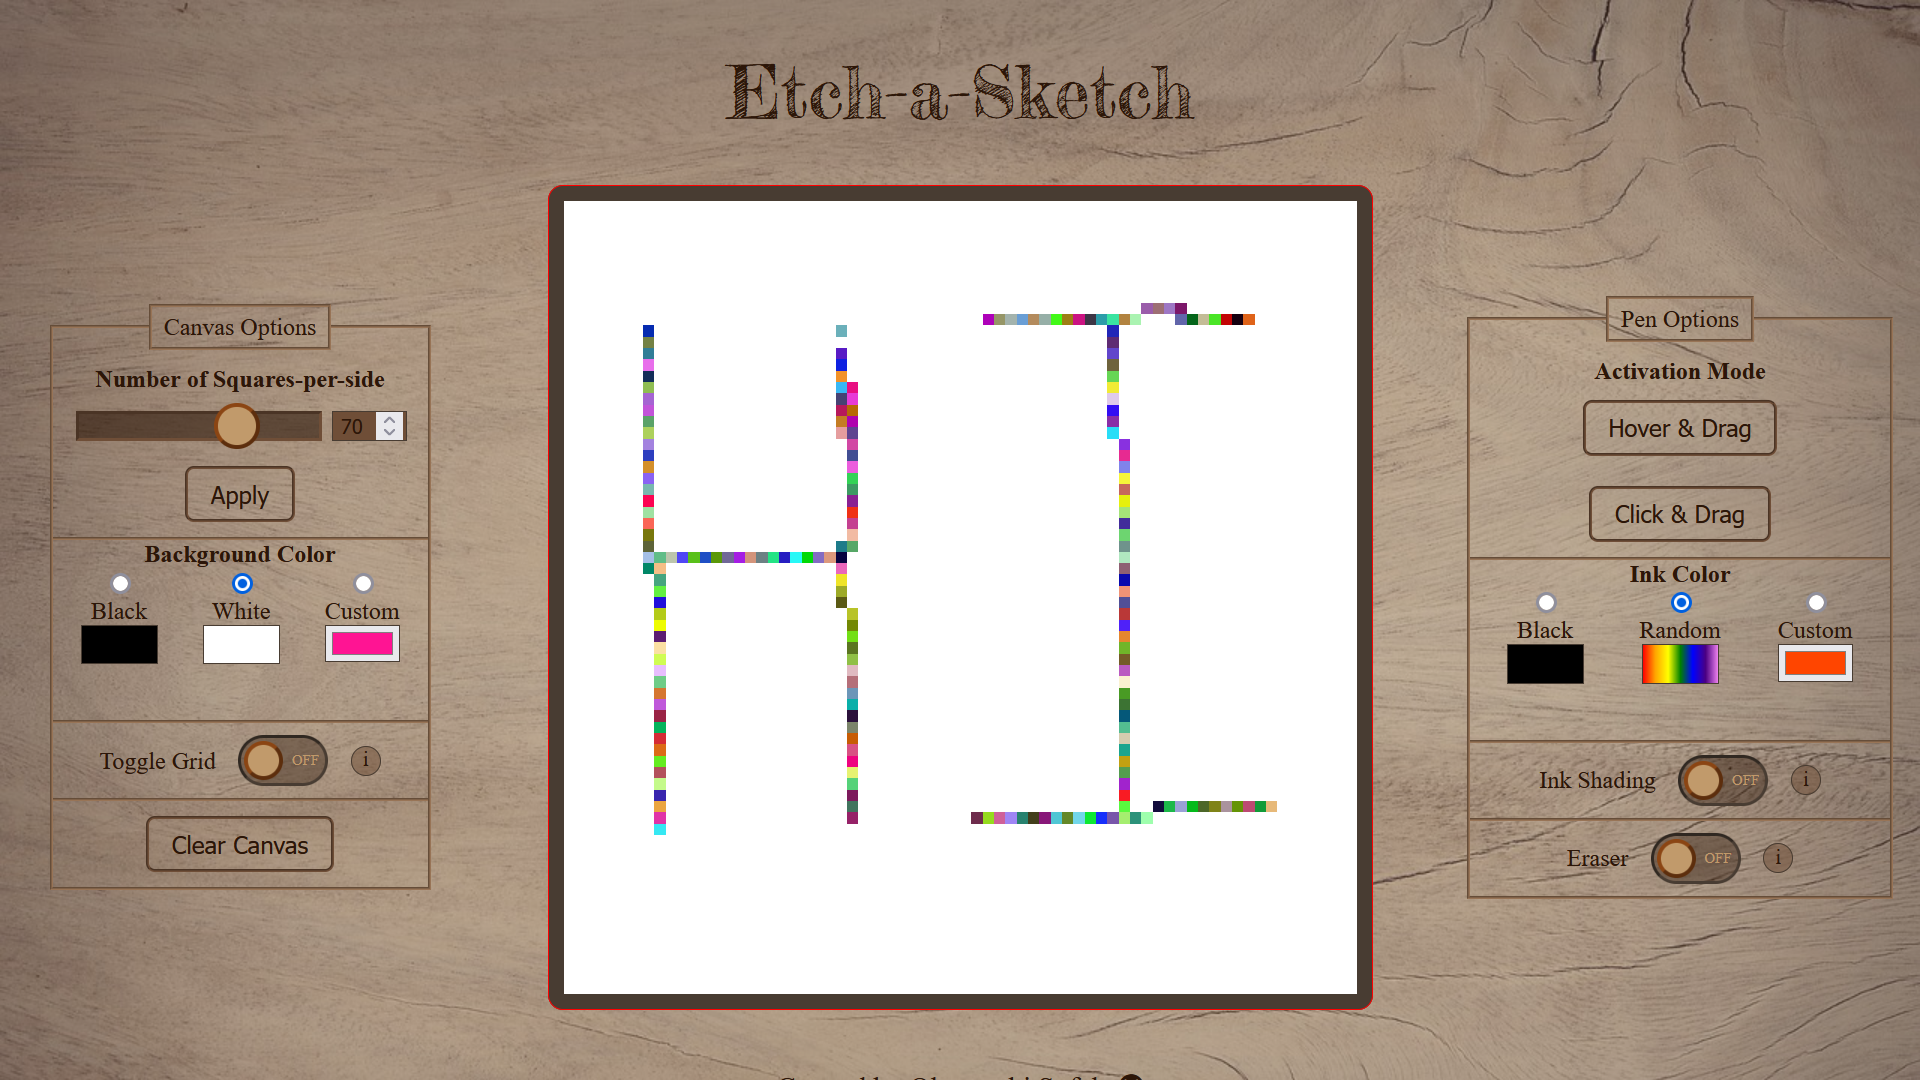 Etch-a-Sketch
Canvas Options
Number of Squares-per-side
70
Apply
Background Color
Black
White
Custom
Toggle Grid
OFF
i
Clear Canvas
HI
Pen Options
Activation Mode
Hover & Drag
Click & Drag
Ink Color
Black
Random
Custom
Ink Shading
OFF
i
Eraser
OFF
i